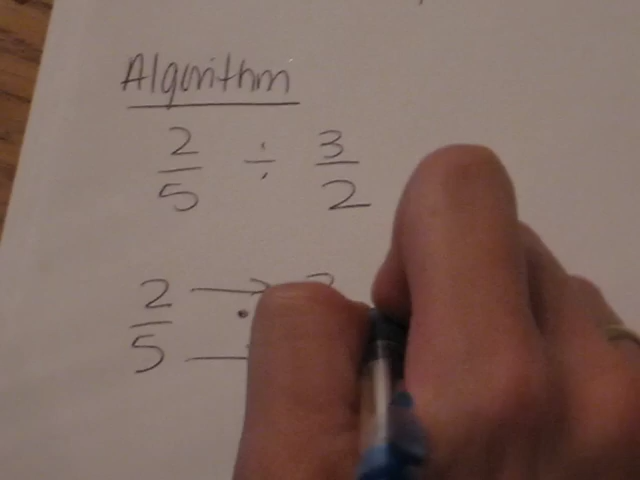 Algorithm
2/5 ÷ 3/2
2/5 → ·